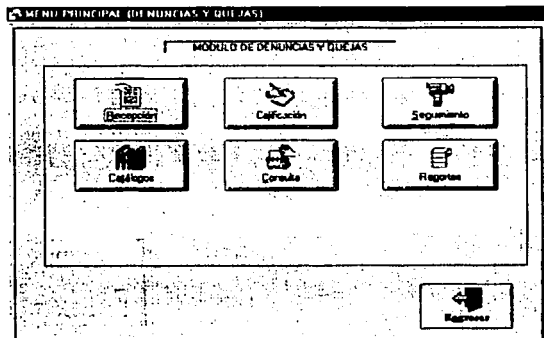 MENU PRINCIPAL (DENUNCIAS Y QUEJAS)
MODULO DE DENUNCIAS Y QUEJAS
Recepción
Calificación
Seguimiento
Catálogos
Consulta
Reportes
Regresar